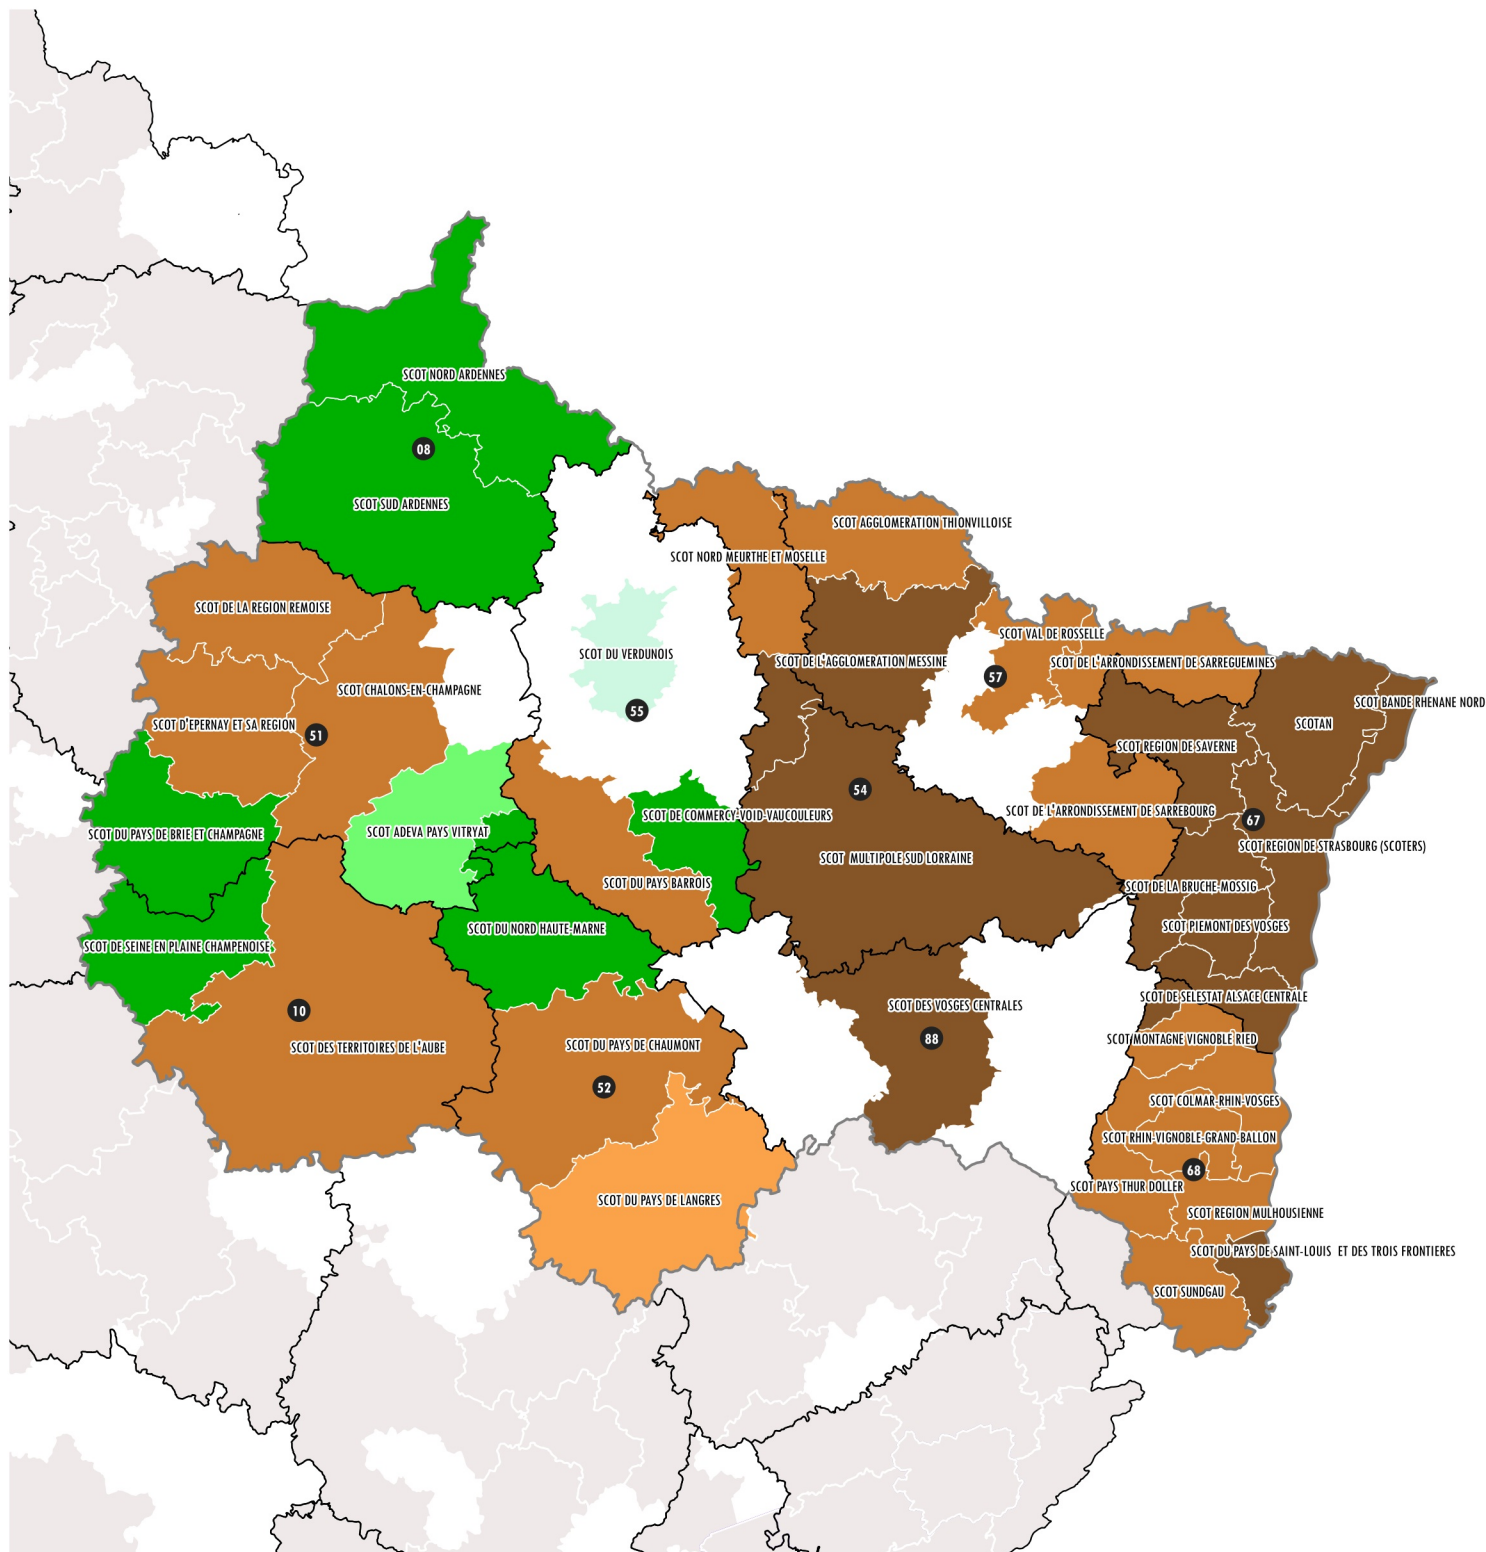 SCOT NORD ARDENNES
08
SCOT SUD ARDENNES
SCOT AGGLOMERATION THIONVILLOISE
SCOT NORD MEURTHE ET MOSELLE
SCOT DE LA REGION REMOISE
SCOT VAL DE ROSSELLE
SCOT DU VERDUNOIS
SCOT DE L'AGGLOMERATION MESSINE
SCOT DE L'ARRONDISSEMENT DE SARREGUEMINES
57
SCOT CHALONS-EN-CHAMPAGNE
SCOT BANDE RHENANE NORD
55
SCOT D'EPERNAY ET SA REGION
SCOTAN
51
SCOT REGION DE SAVERNE
54
SCOT DE L'ARRONDISSEMENT DE SARREBOURG
SCOT DE COMMERCY-VOID-VAUCOULEURS
67
SCOT DU PAYS DE BRIE ET CHAMPAGNE
SCOT ADEVA PAYS VITRYAT
SCOT REGION DE STRASBOURG (SCOTERS)
SCOT MULTIPOLE SUD LORRAINE
SCOT DU PAYS BARROIS
SCOT DE LA BRUCHE-MOSSIG
SCOT DU NORD HAUTE-MARNE
SCOT PIEMONT DES VOSGES
SCOT DE SEINE EN PLAINE CHAMPENOISE
SCOT DE SELESTAT ALSACE CENTRALE
SCOT DES VOSGES CENTRALES
10
88
SCOT MONTAGNE VIGNOBLE RIED
SCOT DES TERRITOIRES DE L'AUBE
SCOT DU PAYS DE CHAUMONT
52
SCOT COLMAR-RHIN-VOSGES
SCOT RHIN-VIGNOBLE-GRAND-BALLON
68
SCOT PAYS THUR DOLLER
SCOT DU PAYS DE LANGRES
SCOT REGION MULHOUSIENNE
SCOT DU PAYS DE SAINT-LOUIS ET DES TROIS FRONTIERES
SCOT SUNDGAU